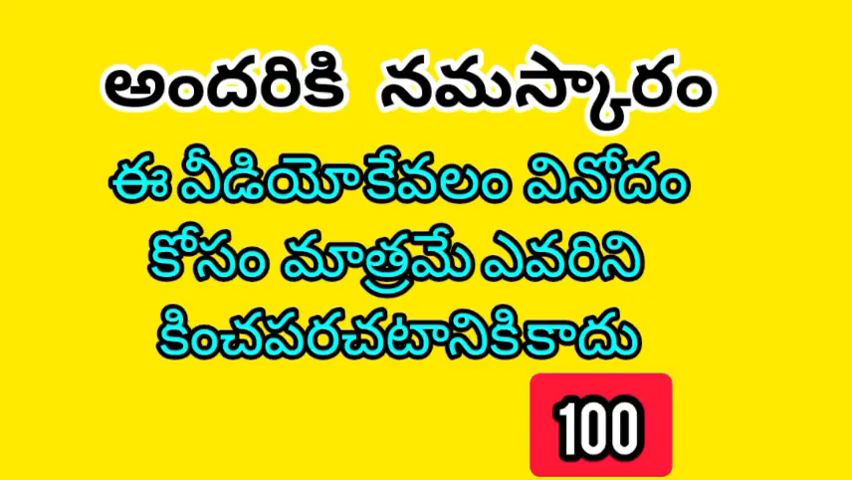 అందరికి నమస్కారం
ఈ వీడియోకేవలం వినోదం
కోసం మాత్రమే ఎవరిని
కించపరచటానికికాదు
100